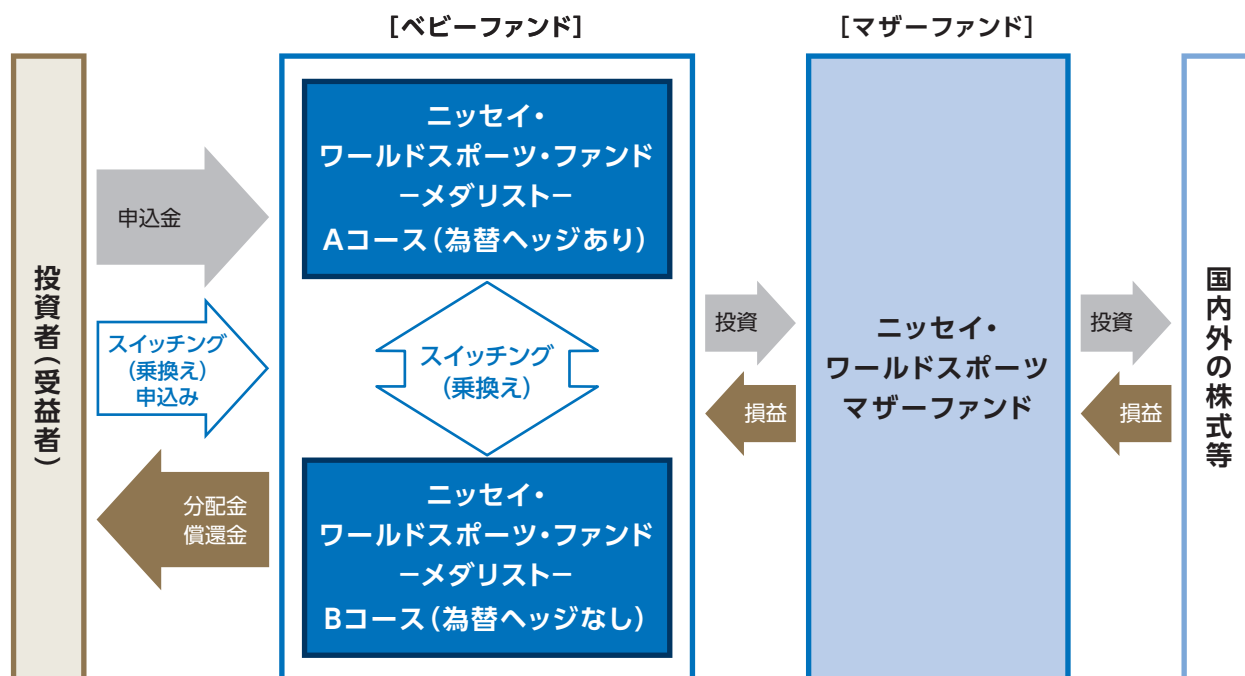 [ベビーファンド]
[マザーファンド]
投資者(受益者)
申込金
スイッチング
(乗換え)
申込み
分配金
償還金
ニッセイ・
ワールドスポーツ・ファンド
－メダリスト－
Aコース(為替ヘッジあり)
スイッチング
(乗換え)
ニッセイ・
ワールドスポーツ・ファンド
－メダリスト－
Bコース(為替ヘッジなし)
投資
損益
ニッセイ・
ワールドスポーツ
マザーファンド
投資
損益
国内外の株式等